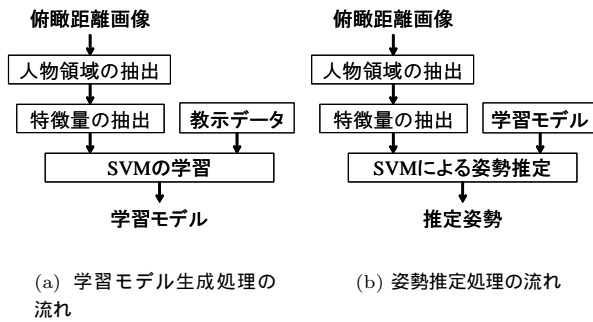 俯瞰距離画像
人物領域の抽出
特徴量の抽出
教示データ
SVMの学習
学習モデル
(a) 学習モデル生成処理の
流れ
俯瞰距離画像
人物領域の抽出
特徴量の抽出
学習モデル
SVMによる姿勢推定
推定姿勢
(b) 姿勢推定処理の流れ